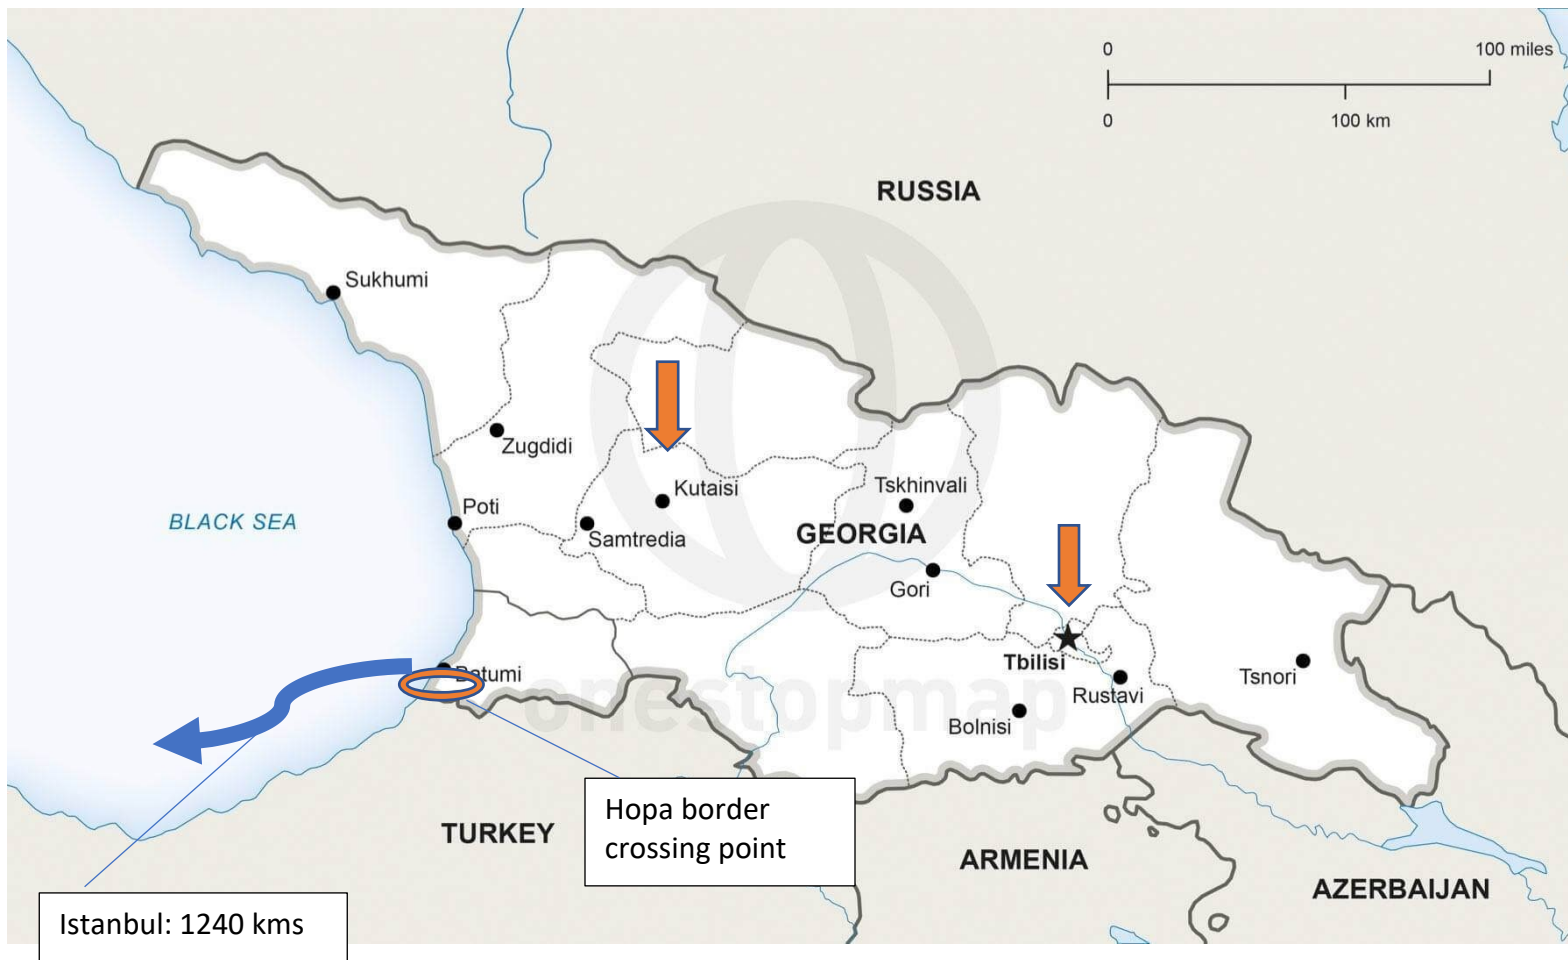 0
100 miles
0
100 km
RUSSIA
Sukhumi
Zugdidi
Kutaisi
Tskhinvali
Poti
BLACK SEA
Samtredia
GEORGIA
Gori
Tbilisi
Batumi
Rustavi
Tsnori
onestopmap
Bolnisi
Hopa border
crossing point
TURKEY
ARMENIA
AZERBAIJAN
Istanbul: 1240 kms